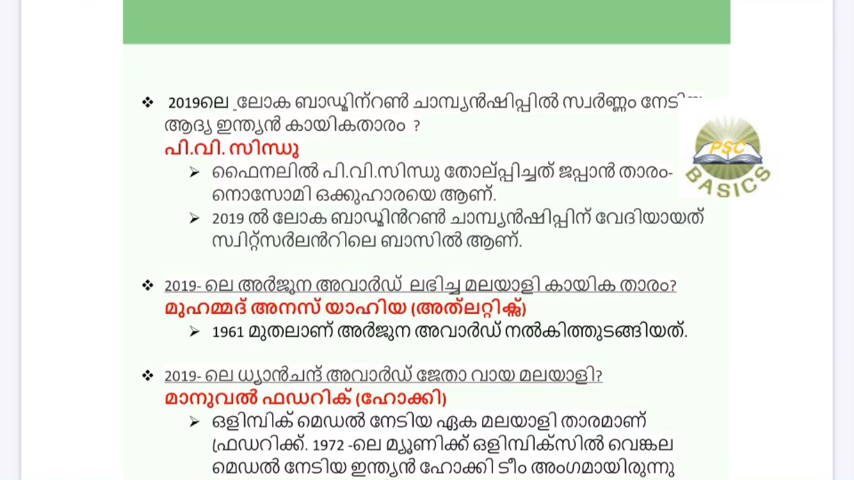 ❖ 2019ലെ ലോക ബാഡ്മിന്റൺ ചാമ്പ്യൻഷിപ്പിൽ സ്വർണ്ണം
ആദ്യ ഇന്ത്യൻ കായികതാരം ?
പി.വി. സിന്ധു
➢ ഫൈനലിൽ പി.വി.സിന്ധു തോല്പ്പിച്ചത് ജപ്പാൻ താരം-
നൊസോമി ഒക്കുഹാരയെ ആണ്.
➢ 2019 ൽ ലോക ബാഡ്മിൻറൺ ചാമ്പ്യൻഷിപ്പിന് വേദിയായത്
സ്വിറ്റ്സർലൻറിലെ ബാസിൽ ആണ്.
PSC
BASICS
❖ 2019- ലെ അർജുന അവാർഡ് ലഭിച്ച മലയാളി കായിക താരം?
മുഹമ്മദ് അനസ് യാഹിയ (അത്‌ലറ്റിക്സ്)
➢ 1961 മുതലാണ് അർജുന അവാർഡ് നൽകിത്തുടങ്ങിയത്.
❖ 2019- ലെ ധ്യാൻചന്ദ് അവാർഡ് ജേതാ വായ മലയാളി?
മാനുവൽ ഫഡറിക് (ഹോക്കി)
➢ ഒളിമ്പിക് മെഡൽ നേടിയ ഏക മലയാളി താരമാണ്
ഫ്രഡറിക്ക്. 1972 -ലെ മ്യൂണിക്ക് ഒളിമ്പിക്സിൽ വെങ്കല
മെഡൽ നേടിയ ഇന്ത്യൻ ഹോക്കി ടീം അംഗമായിരുന്നു